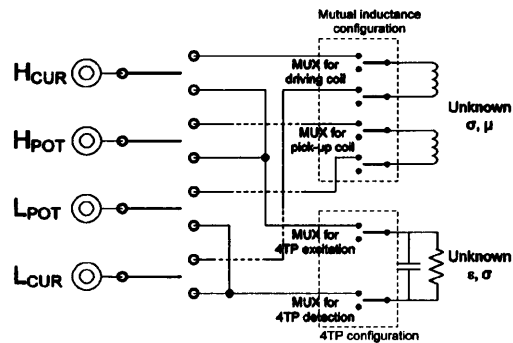 Mutual inductance
configuration
MUX for
driving coil
HCUR
Unknown
σ, μ
HPOT
MUX for
pick-up coil
LPOT
MUX for
4TP exsitation
Unknown
ε, σ
LCUR
MUX for
4TP detection
4TP configuration